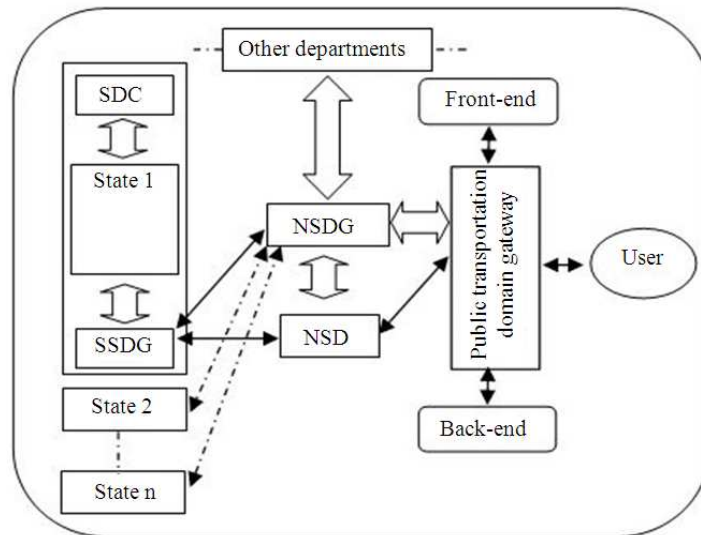 Other departments
SDC
State 1
SSDG
State 2
State n
NSDG
NSD
Front-end
Public transportation
domain gateway
Back-end
User